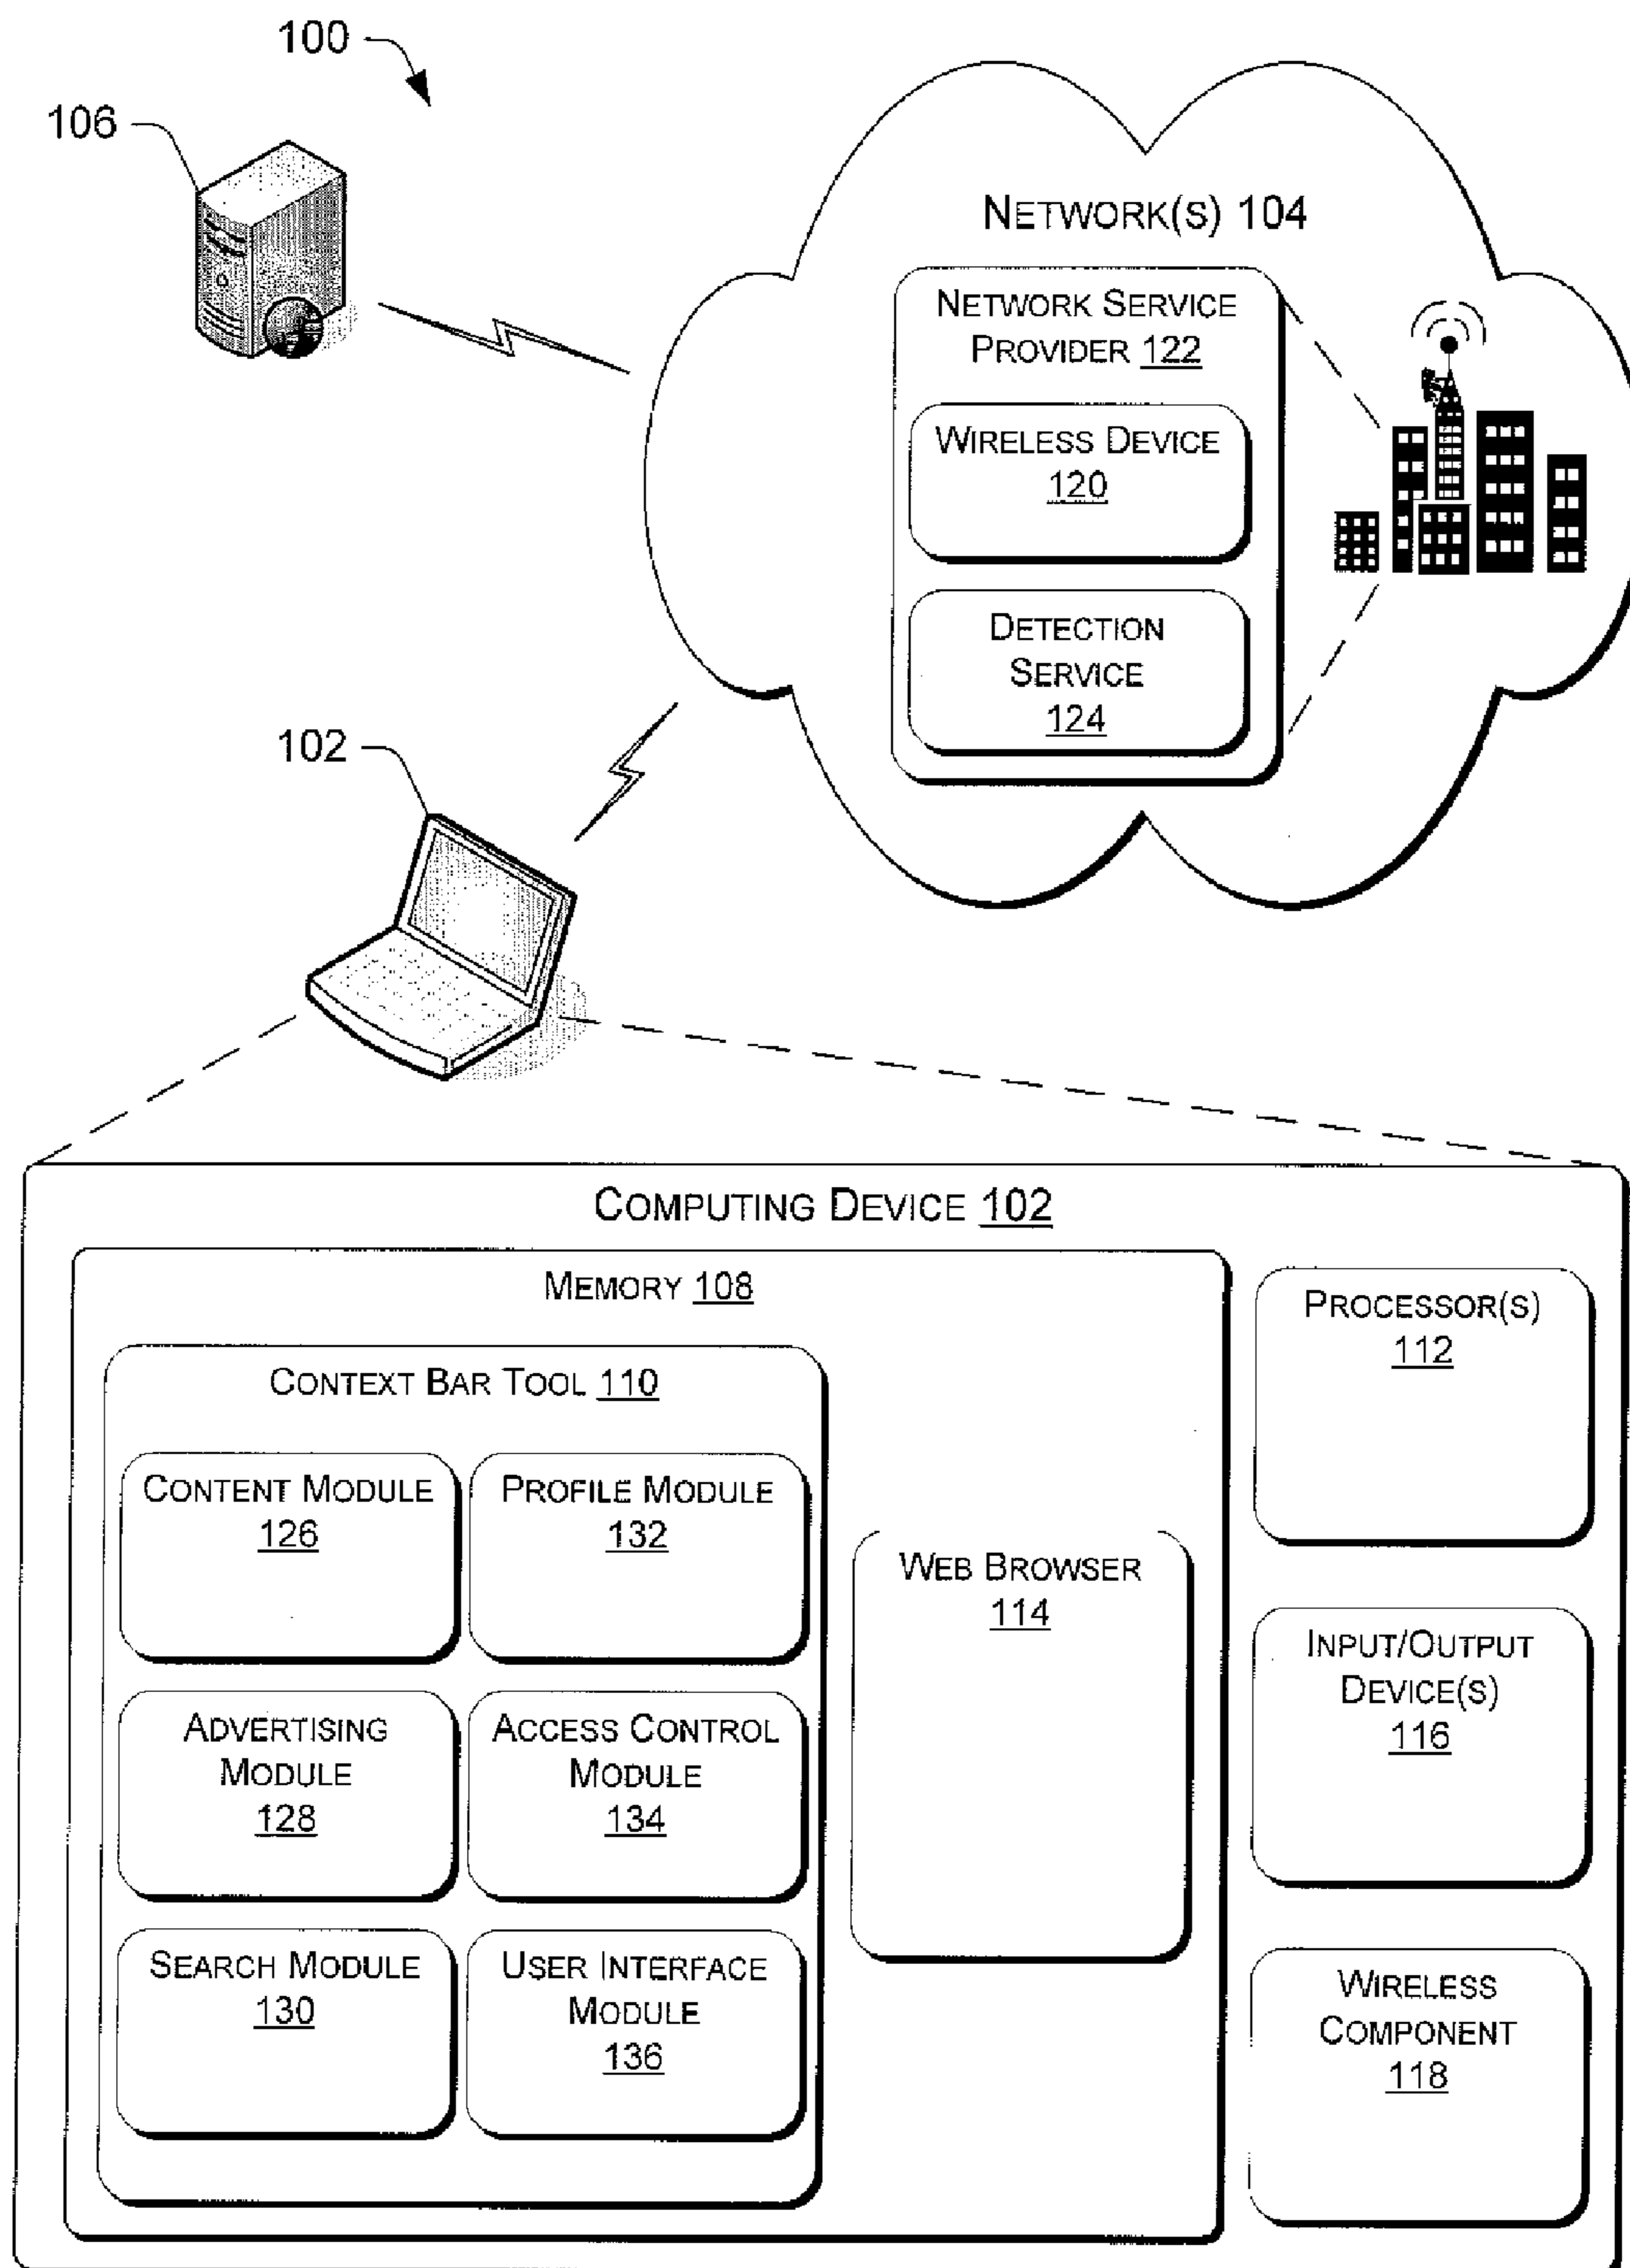 100
106
NETWORK(S) 104
NETWORK SERVICE
PROVIDER 122
WIRELESS DEVICE
120
DETECTION
SERVICE
124
102
COMPUTING DEVICE 102
MEMORY 108
CONTEXT BAR TOOL 110
CONTENT MODULE
126
PROFILE MODULE
132
ADVERTISING
MODULE
128
ACCESS CONTROL
MODULE
134
SEARCH MODULE
130
USER INTERFACE
MODULE
136
WEB BROWSER
114
PROCESSOR(S)
112
INPUT/OUTPUT
DEVICE(S)
116
WIRELESS
COMPONENT
118